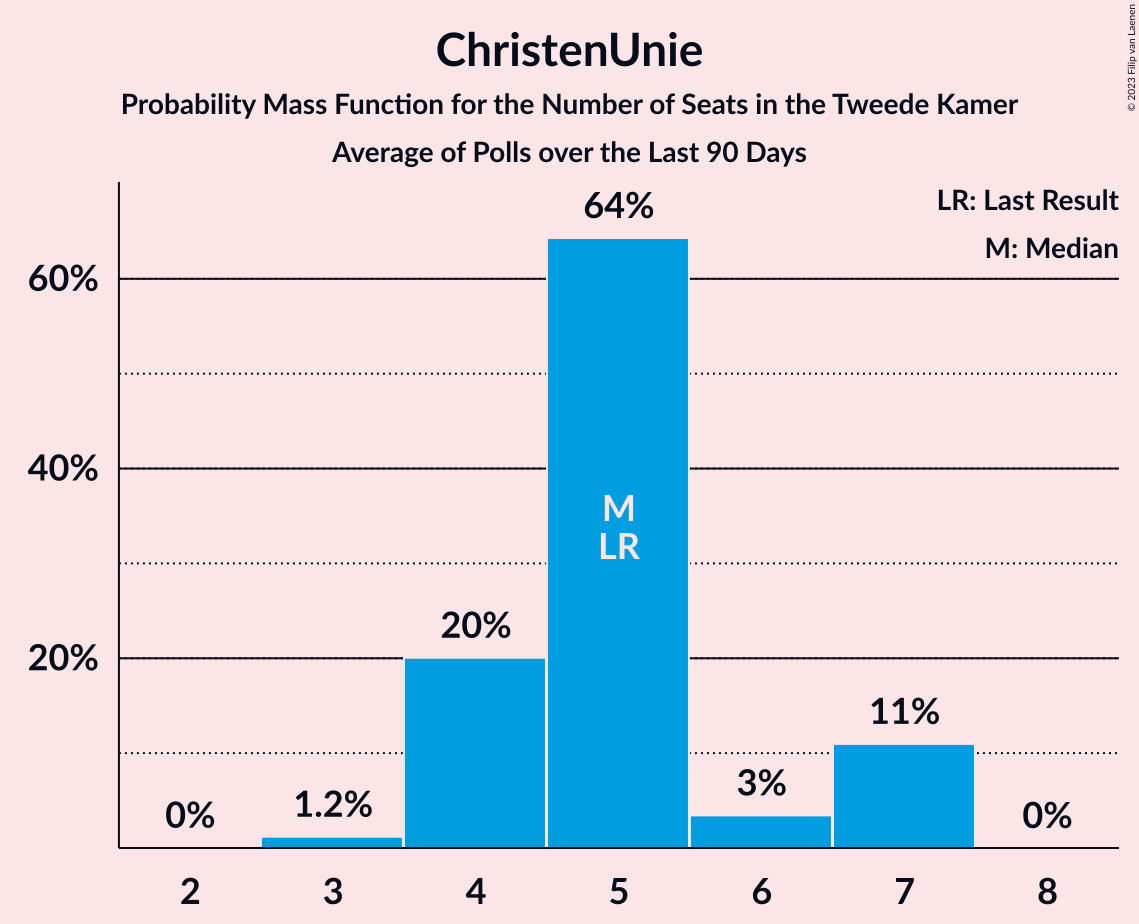 ChristenUnie
Probability Mass Function for the Number of Seats in the Tweede Kamer
Average of Polls over the Last 90 Days
© 2023 Filip van Laenen
LR: Last Result
M: Median
60%
40%
20%
0%
1.2%
20%
64%
M
LR
3%
11%
0%
2 3 4 5 6 7 8